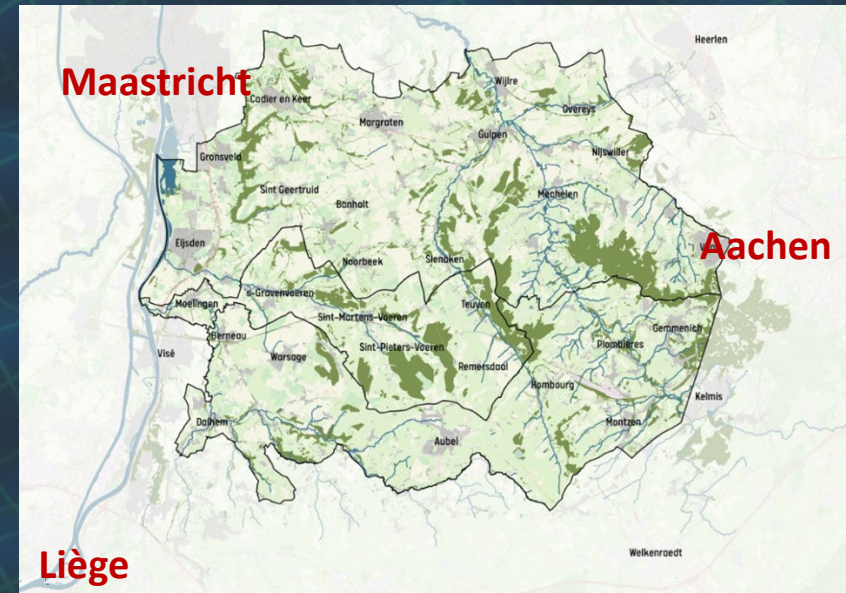 Heerlen
Maastricht
Wijlre
Cadier en Keer
Overeys
Margraten
Gulpen
Nijswiller
Gronsveld
Sint Geertruid
Mechelen
Banholt
Eijsden
Aachen
Noorbeek
Slenaken
s-Gravenvoeren
Moelingen
Teuven
Sint-Martens-Voeren
Gemmenich
Berneau
Plombières
Sint-Pieters-Voeren
Visé
Warsage
Remersdaal
Hombourg
Kelmis
Dalhem
Montzen
Aubel
Welkenraedt
Liège